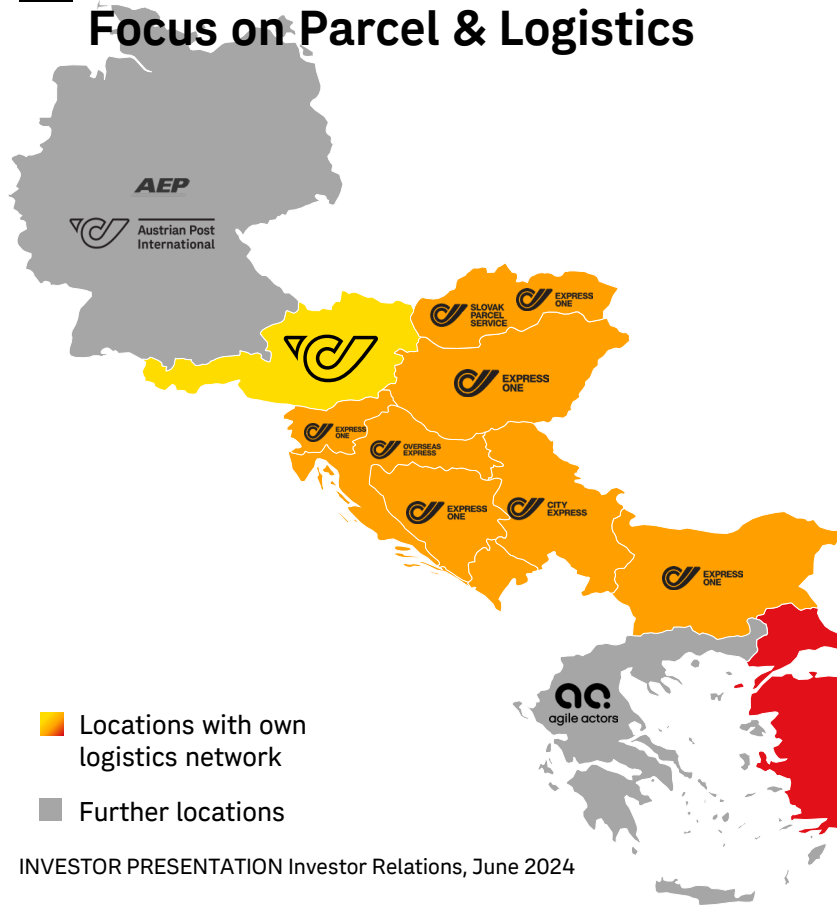 Focus on Parcel & Logistics
AEP
Austrian Post
International
SLOVAK
PARCEL
SERVICE
EXPRESS
ONE
EXPRESS
ONE
EXPRESS
ONE
OVERSEAS
EXPRESS
EXPRESS
ONE
CITY
EXPRESS
EXPRESS
ONE
agile actors
Locations with own
logistics network
Further locations
INVESTOR PRESENTATION Investor Relations, June 2024